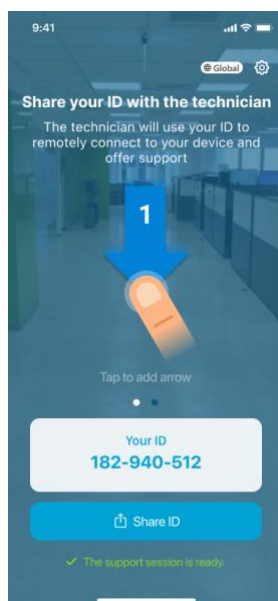 9:41
Global
Share your ID with the technician
The technician will use your ID to
remotely connect to your device and
offer support
1
Tap to add arrow
Your ID
182-940-512
Share ID
The support session is ready.